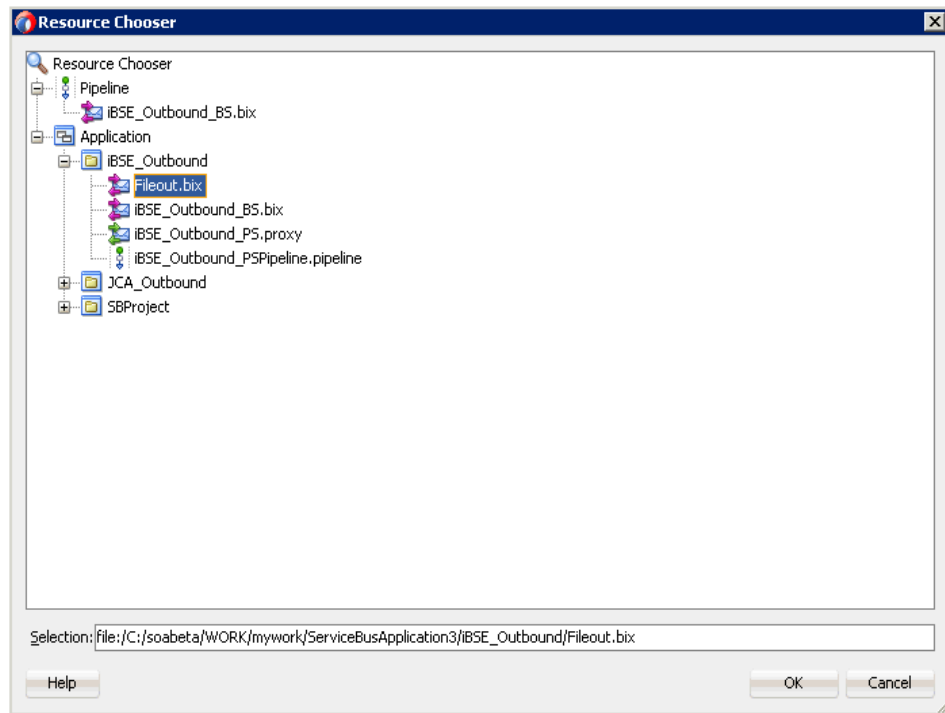 Resource Chooser
Resource Chooser
Pipeline
iBSE_Outbound_BS.bix
Application
iBSE_Outbound
Fileout.bix
iBSE_Outbound_BS.bix
iBSE_Outbound_PS.proxy
iBSE_Outbound_PSPipeline.pipeline
JCA_Outbound
SBProject
Selection: file:/C:/soabeta/WORK/mywork/ServiceBusApplication3/iBSE_Outbound/Fileout.bix
Help OK Cancel